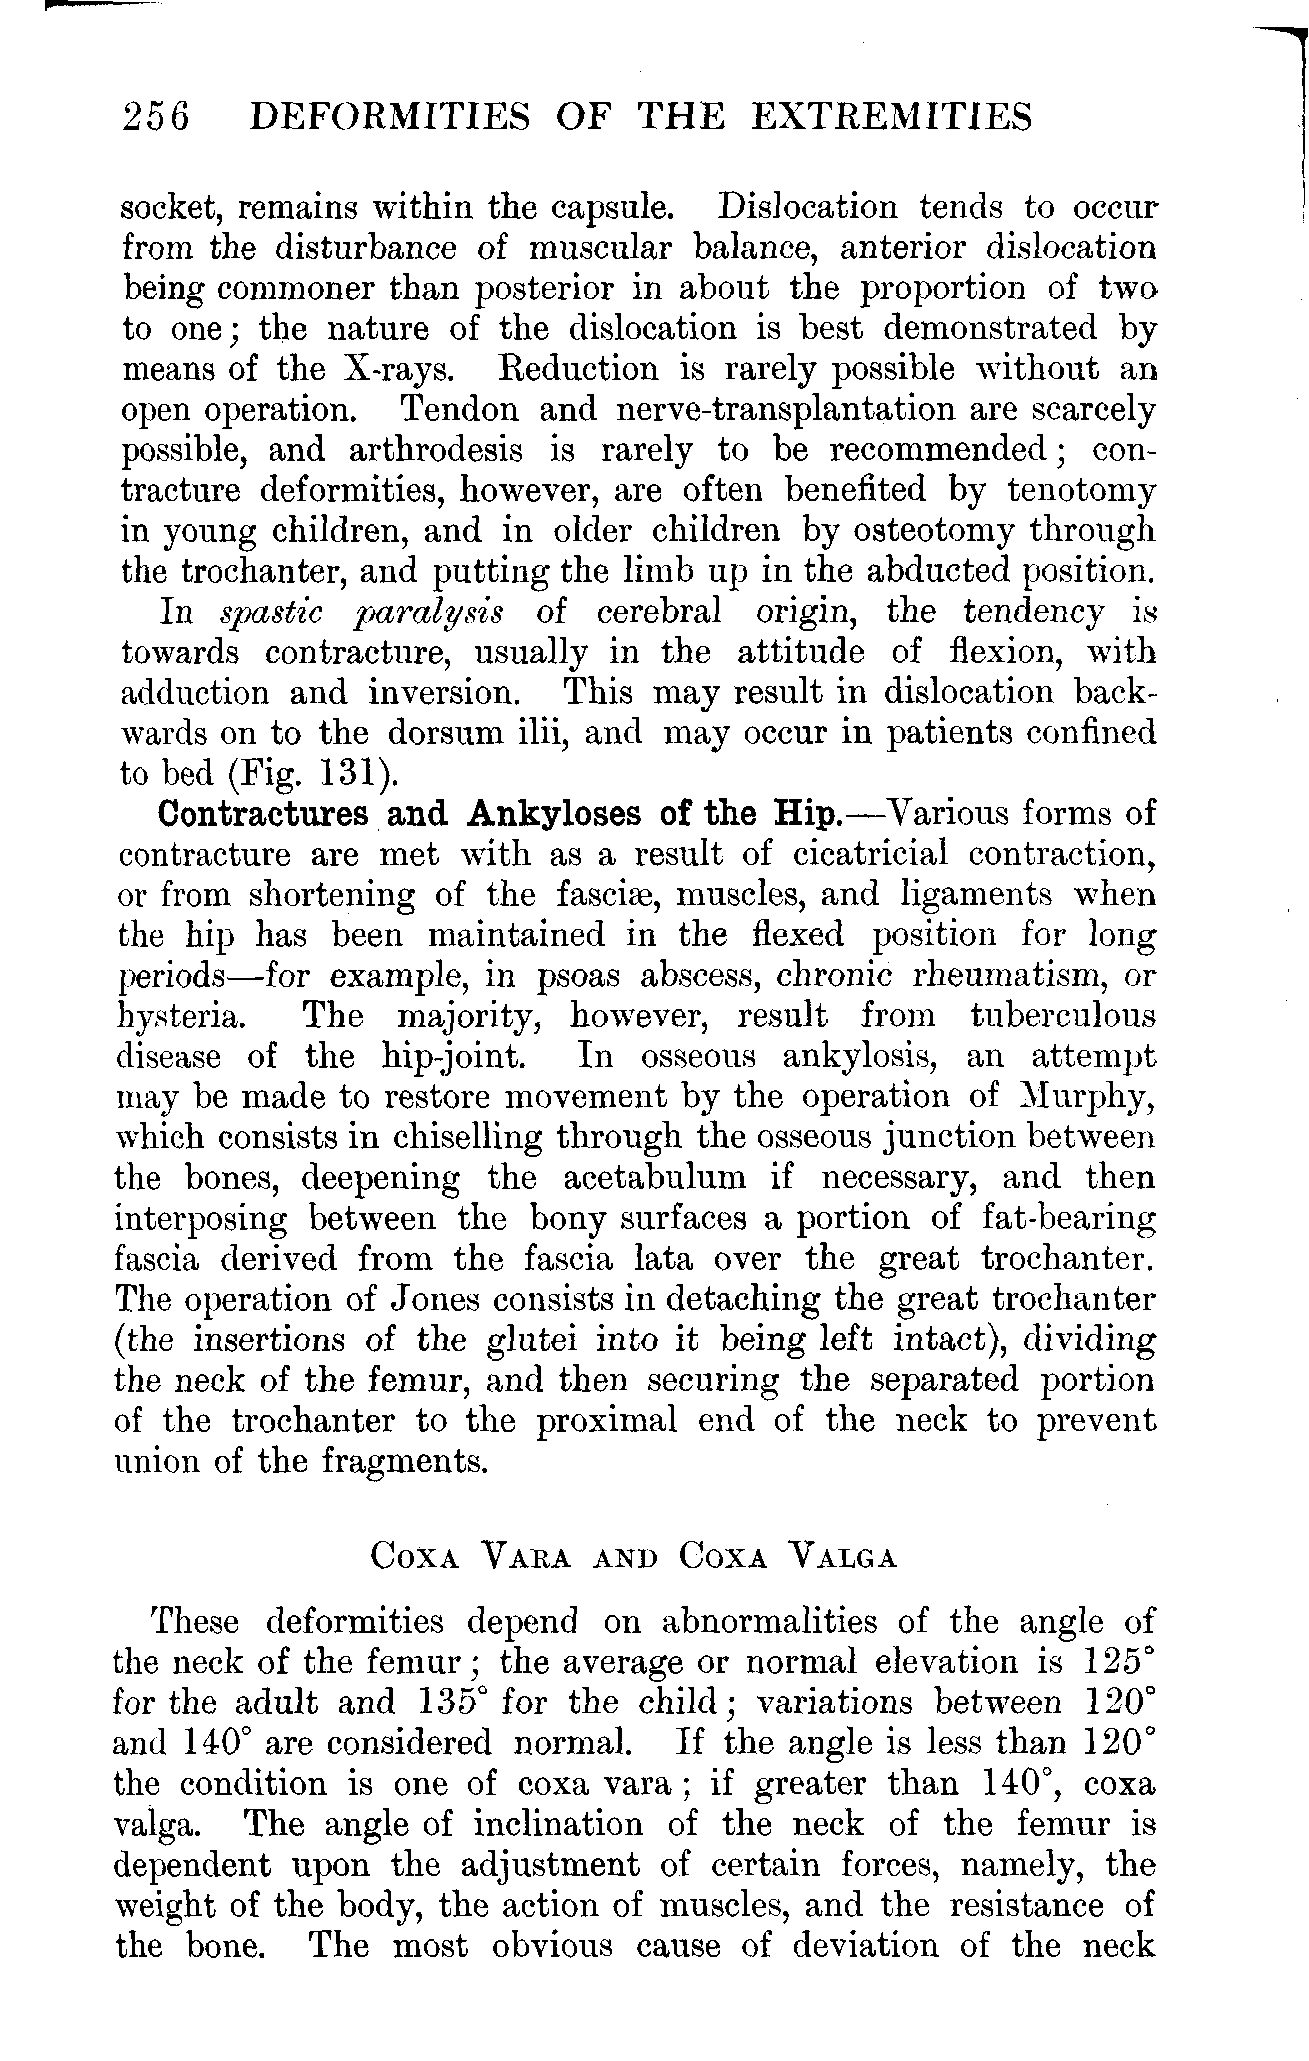 256 DEFORMITIES OF THE EXTREMITIES
socket, remains within the capsule. Dislocation tends to occur
from the disturbance of muscular balance, anterior dislocation
being commoner than posterior in about the proportion of two
to one; the nature of the dislocation is best demonstrated by
means of the X-rays. Reduction is rarely possible without an
open operation. Tendon and nerve-transplantation are scarcely
possible, and arthrodesis is rarely to be recommended; con-
tracture deformities, however, are often benefited by tenotomy
in young children, and in older children by osteotomy through
the trochanter, and putting the limb up in the abducted position.
In spastic paralysis of cerebral origin, the tendency is
towards contracture, usually in the attitude of flexion, with
adduction and inversion. This may result in dislocation back-
wards on to the dorsum ilii, and may occur in patients confined
to bed (Fig. 131).
Contractures and Ankyloses of the Hip.—Various forms of
contracture are met with as a result of cicatricial contraction,
or from shortening of the fasciæ, muscles, and ligaments when
the hip has been maintained in the flexed position for long
periods—for example, in psoas abscess, chronic rheumatism, or
hysteria. The majority, however, result from tuberculous
disease of the hip-joint. In osseous ankylosis, an attempt
may be made to restore movement by the operation of Murphy,
which consists in chiselling through the osseous junction between
the bones, deepening the acetabulum if necessary, and then
interposing between the bony surfaces a portion of fat-bearing
fascia derived from the fascia lata over the great trochanter.
The operation of Jones consists in detaching the great trochanter
(the insertions of the glutei into it being left intact), dividing
the neck of the femur, and then securing the separated portion
of the trochanter to the proximal end of the neck to prevent
union of the fragments.
COXA VARA AND COXA VALGA
These deformities depend on abnormalities of the angle of
the neck of the femur; the average or normal elevation is 125°
for the adult and 135° for the child; variations between 120°
and 140° are considered normal. If the angle is less than 120°
the condition is one of coxa vara; if greater than 140°, coxa
valga. The angle of inclination of the neck of the femur is
dependent upon the adjustment of certain forces, namely, the
weight of the body, the action of muscles, and the resistance of
the bone. The most obvious cause of deviation of the neck